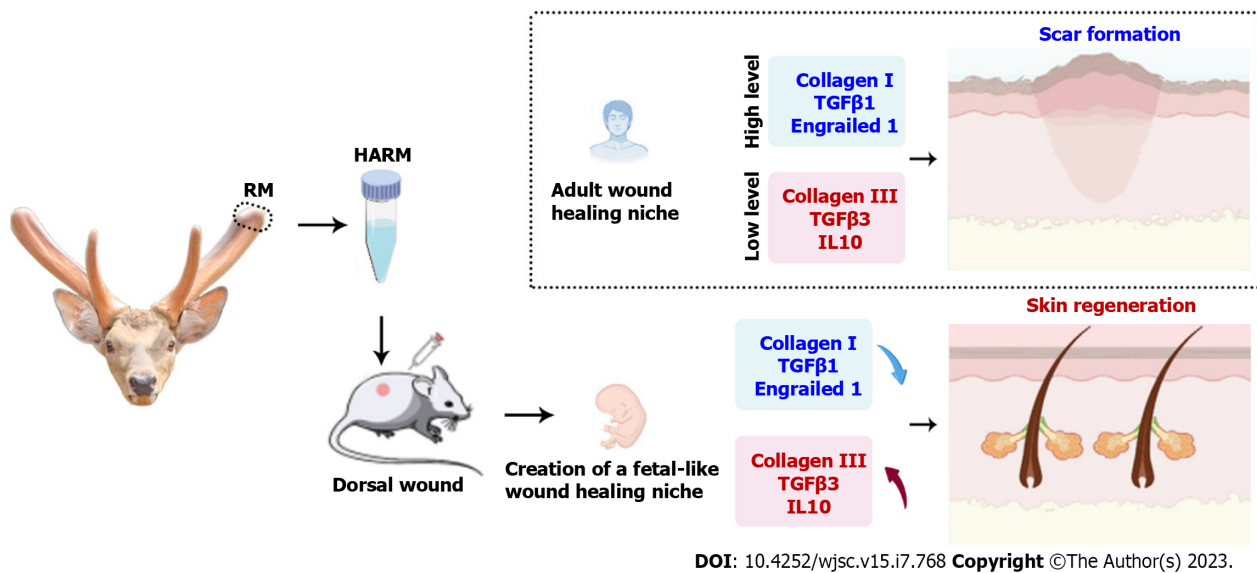 RM
HARM
Dorsal wound
Creation of a fetal-like
wound healing niche
Adult wound
healing niche
High level
Collagen I
TGFβ1
Engrailed 1
Low level
Collagen III
TGFβ3
IL10
Scar formation
Collagen I
TGFβ1
Engrailed 1
Collagen III
TGFβ3
IL10
Skin regeneration
DOI: 10.4252/wjsc.v15.i7.768 Copyright ©The Author(s) 2023.